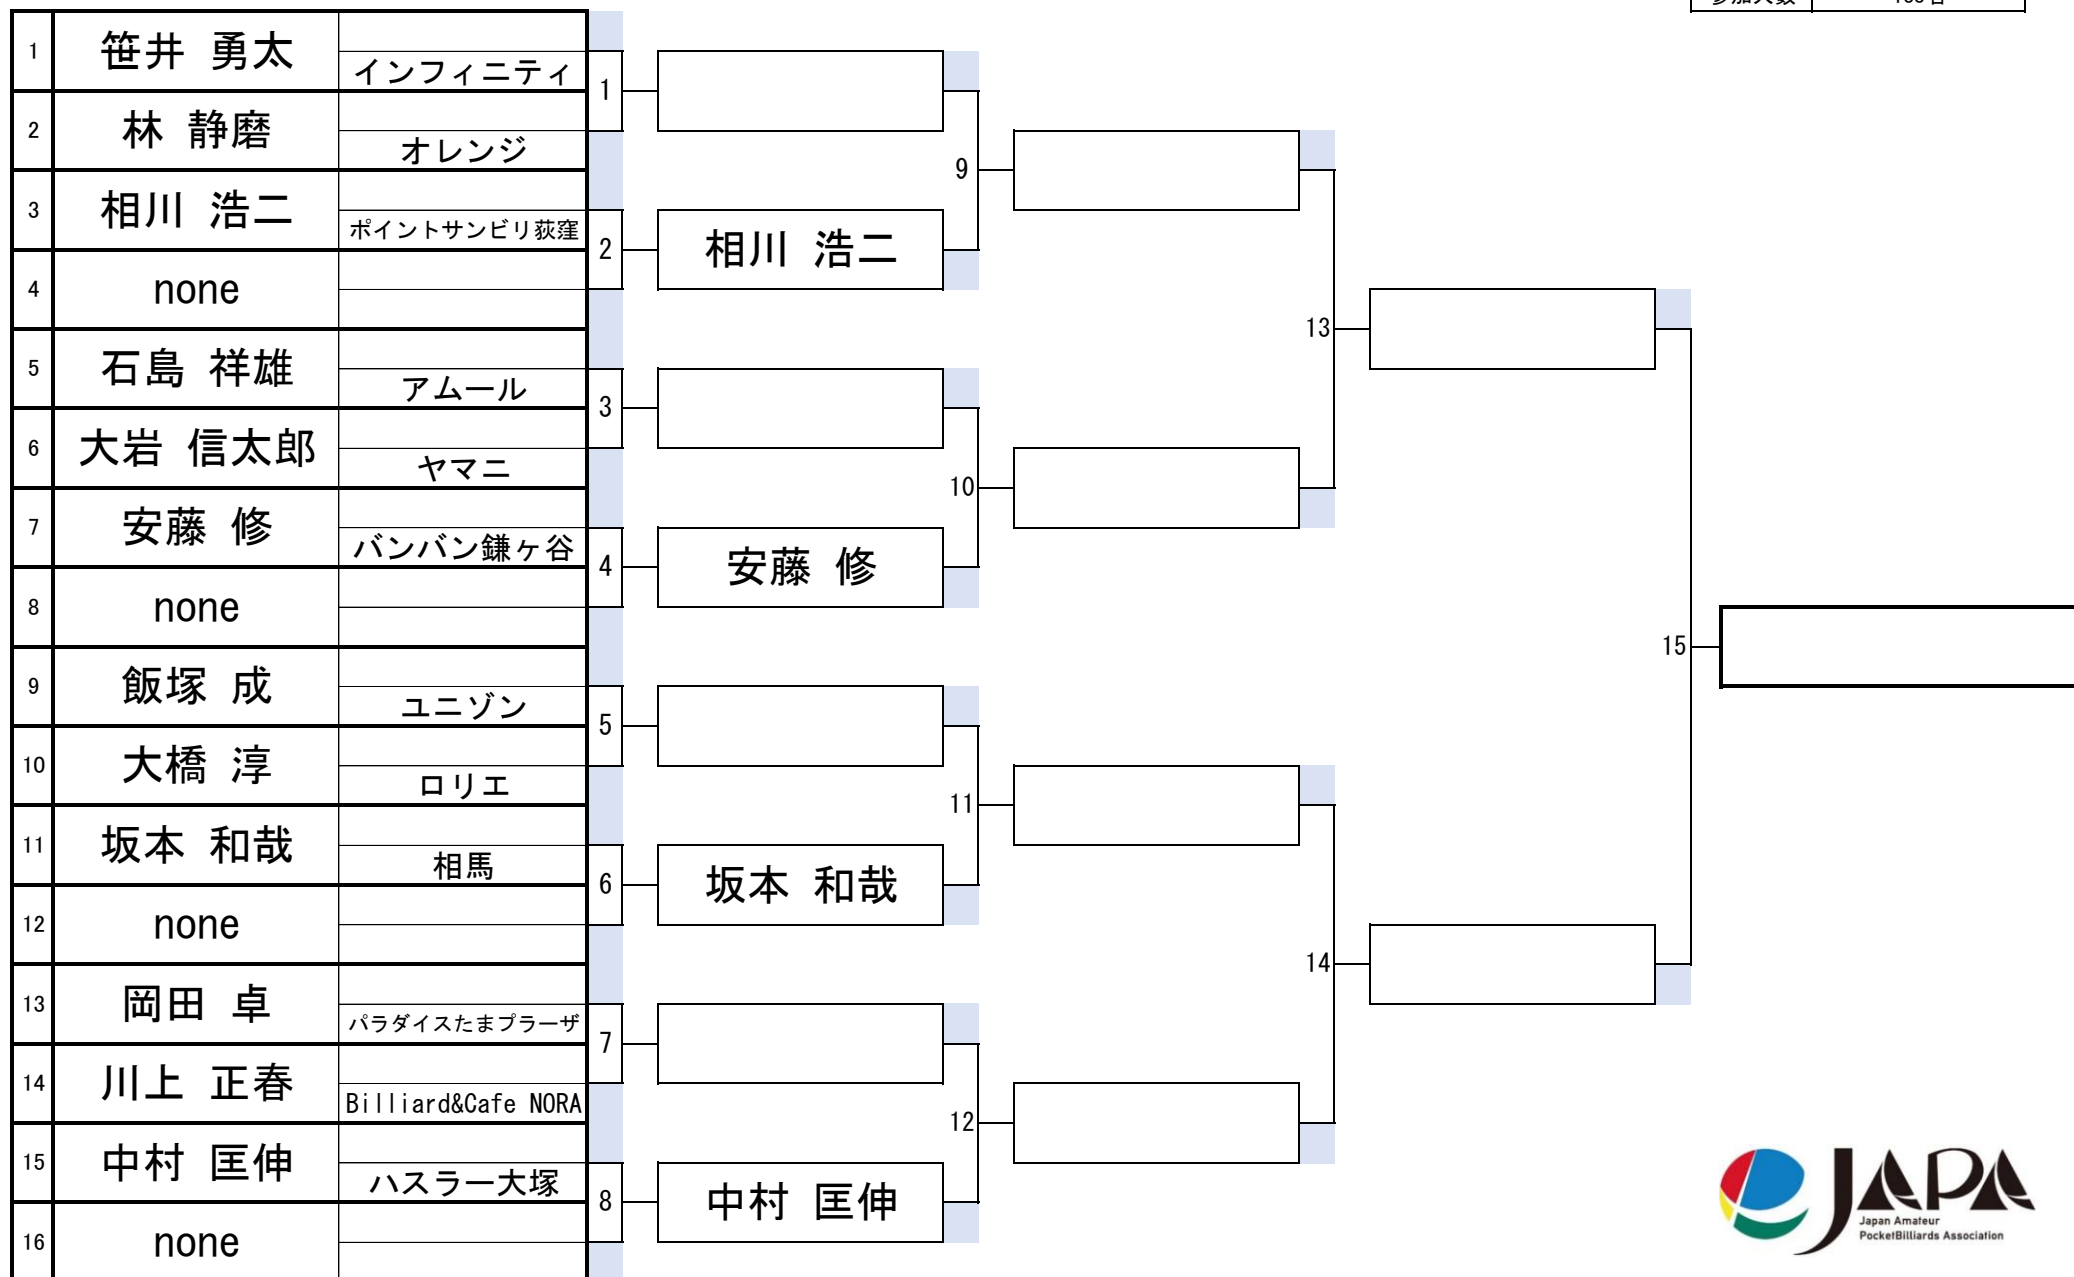 1 笹井 勇太 インフィニティ
2 林 静磨 オレンジ
3 相川 浩二 ポイントサンビリ荻窪
4 none
5 石島 祥雄 アムール
6 大岩 信太郎 ヤマニ
7 安藤 修 バンバン鎌ヶ谷
8 none
9 飯塚 成 ユニゾン
10 大橋 淳 ロリエ
11 坂本 和哉 相馬
12 none
13 岡田 卓 パラダイスたまプラーザ
14 川上 正春 Billiard&Cafe NORA
15 中村 匡伸 ハスラー大塚
16 none
1
2 相川 浩二
3
4 安藤 修
5
6 坂本 和哉
7
8 中村 匡伸
9
10
11
12
13
14
15
JAPA
Japan Amateur
PocketBilliards Association